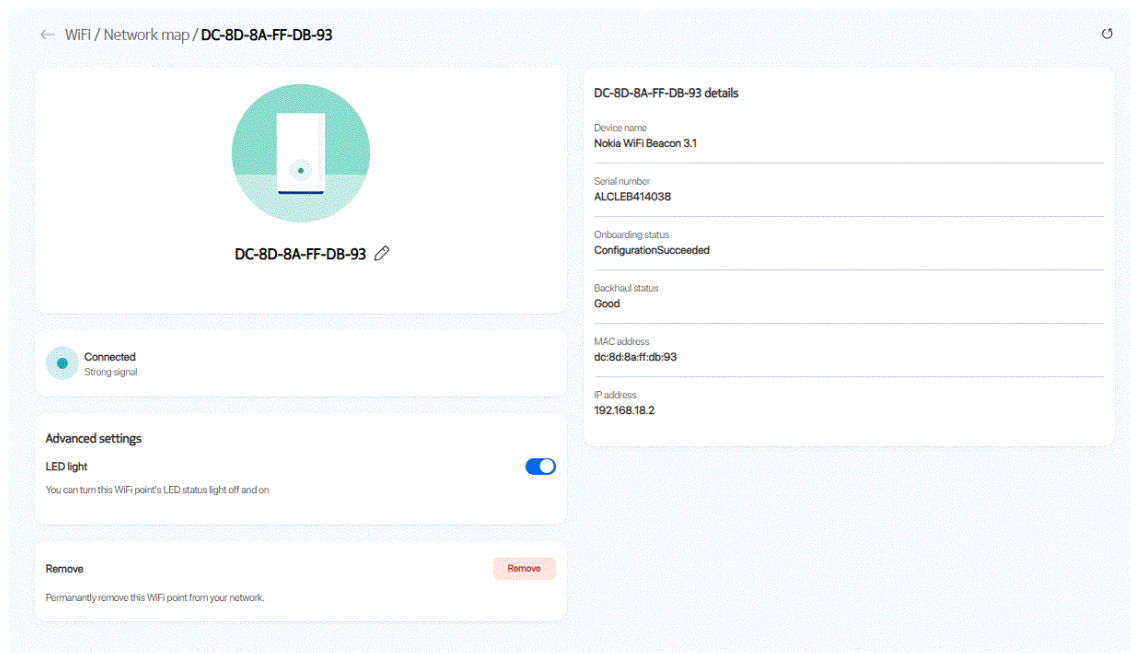 WiFi / Network map / DC-8D-8A-FF-DB-93
DC-8D-8A-FF-DB-93
Connected
Strong signal
Advanced settings
LED light
You can turn this WiFi point's LED status light off and on
Remove
Remove
Permanantly remove this WiFi point from your network.
DC-8D-8A-FF-DB-93 details
Device name
Nokia WiFi Beacon 3.1
Serial number
ALCLEB414038
Onboarding status
ConfigurationSucceeded
Backhaul status
Good
MAC address
dc:8d:8a:ff:db:93
IP address
192.168.18.2